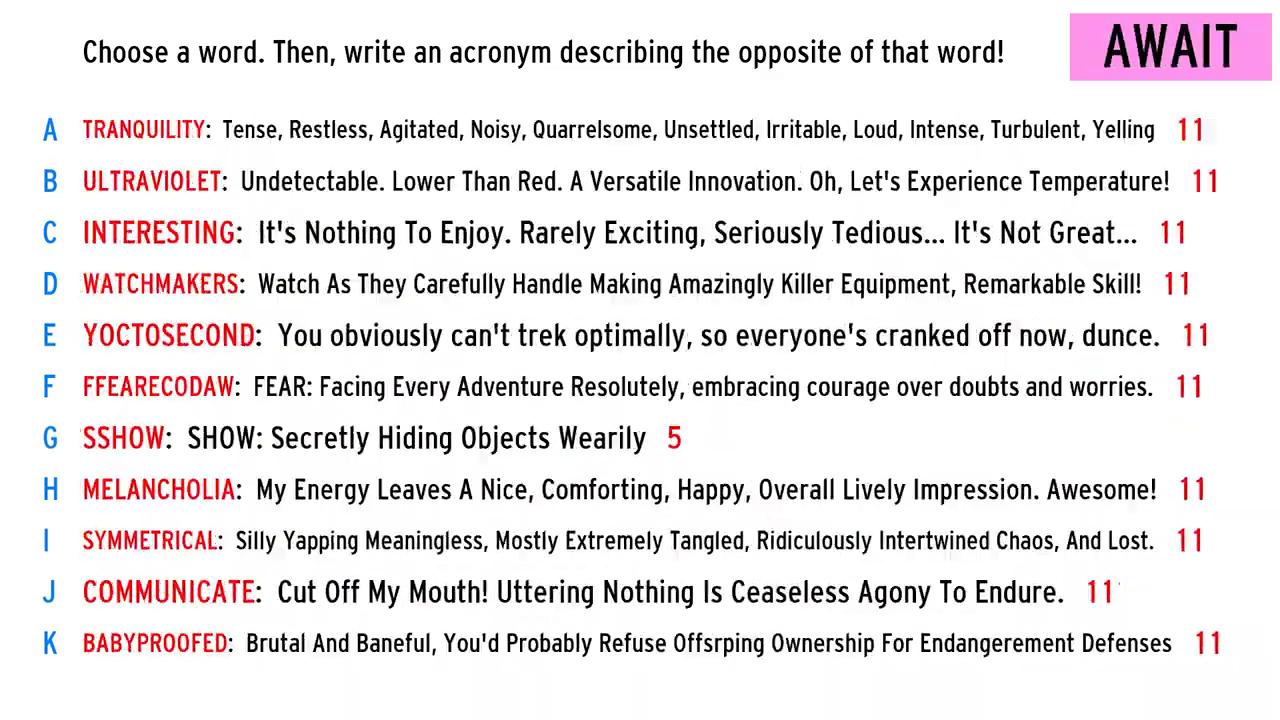 Choose a word. Then, write an acronym describing the opposite of that word!
AWAIT
A TRANQUILITY: Tense, Restless, Agitated, Noisy, Quarrelsome, Unsettled, Irritable, Loud, Intense, Turbulent, Yelling 11
B ULTRAVIOLET: Undetectable. Lower Than Red. A Versatile Innovation. Oh, Let's Experience Temperature! 11
C INTERESTING: It's Nothing To Enjoy. Rarely Exciting, Seriously Tedious... It's Not Great... 11
D WATCHMAKERS: Watch As They Carefully Handle Making Amazingly Killer Equipment, Remarkable Skill! 11
E YOCTOSECOND: You obviously can't trek optimally, so everyone's cranked off now, dunce. 11
F FFEARECODAW: FEAR: Facing Every Adventure Resolutely, embracing courage over doubts and worries. 11
G SSHOW: SHOW: Secretly Hiding Objects Wearily 5
H MELANCHOLIA: My Energy Leaves A Nice, Comforting, Happy, Overall Lively Impression. Awesome! 11
I SYMMETRICAL: Silly Yapping Meaningless, Mostly Extremely Tangled, Ridiculously Intertwined Chaos, And Lost. 11
J COMMUNICATE: Cut Off My Mouth! Uttering Nothing Is Ceaseless Agony To Endure. 11
K BABYPROOFED: Brutal And Baneful, You'd Probably Refuse Offsrping Ownership For Endangerement Defenses 11